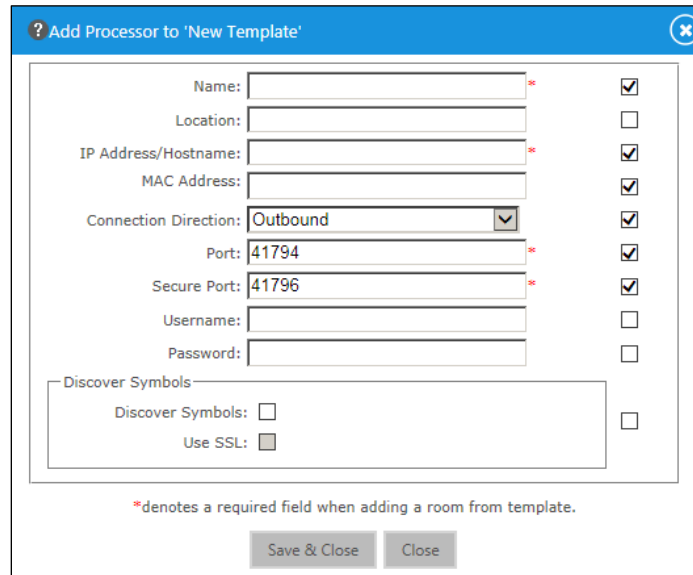 ?Add Processor to 'New Template'
Name: *
Location:
IP Address/Hostname: *
MAC Address:
Connection Direction: Outbound
Port: 41794 *
Secure Port: 41796 *
Username:
Password:
Discover Symbols
Discover Symbols:
Use SSL:
*denotes a required field when adding a room from template.
Save & Close Close